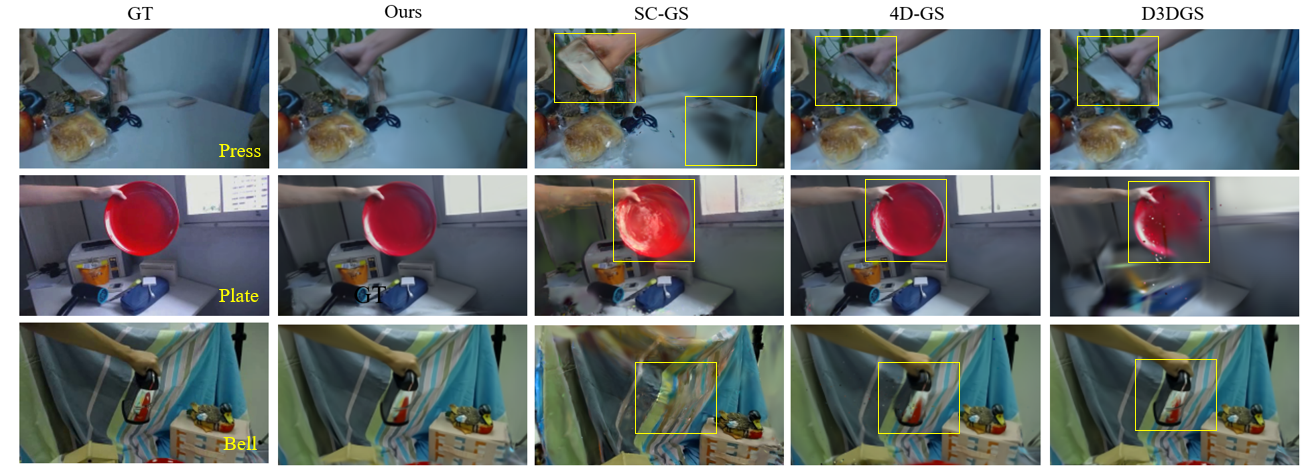 GT Ours SC-GS 4D-GS D3DGS
Press
Plate
GT
Bell